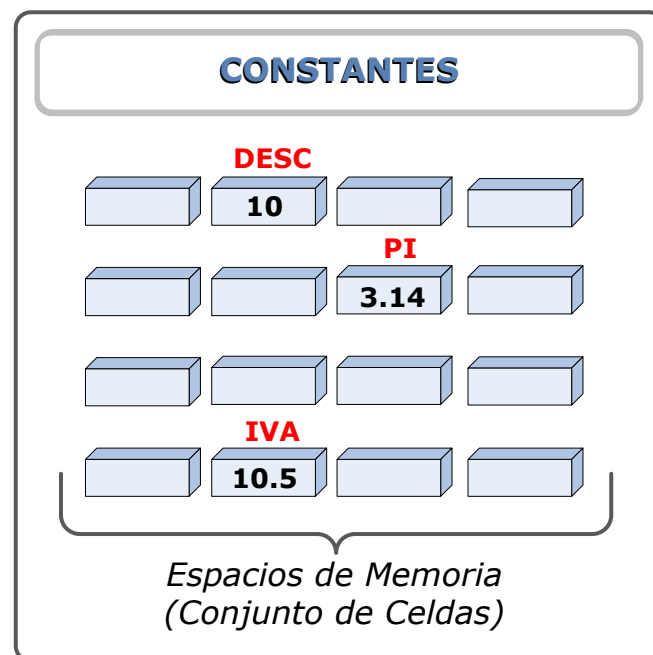 CONSTANTES
DESC
10
PI
3.14
IVA
10.5
Espacios de Memoria
(Conjunto de Celdas)